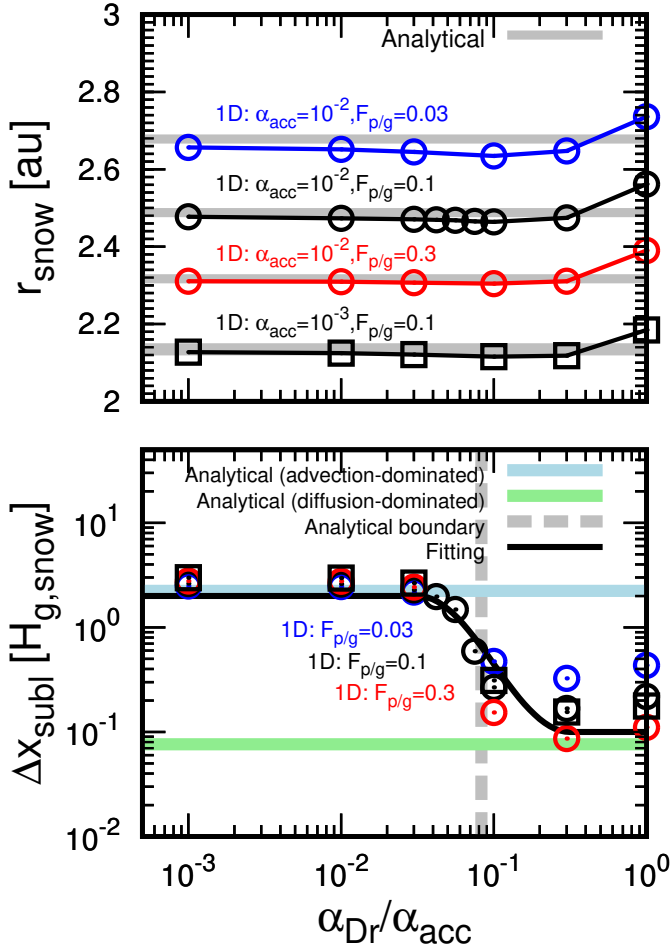 3
2.8
2.6
2.4
2.2
2
r_snow [au]
Analytical
1D: α_acc=10^-2,F_p/g=0.03
1D: α_acc=10^-2,F_p/g=0.1
1D: α_acc=10^-2,F_p/g=0.3
1D: α_acc=10^-3,F_p/g=0.1
10^1
10^0
10^-1
10^-2
Δx_subl [H_g,snow]
Analytical (advection-dominated)
Analytical (diffusion-dominated)
Analytical boundary
Fitting
1D: F_p/g=0.03
1D: F_p/g=0.1
1D: F_p/g=0.3
10^-3 10^-2 10^-1 10^0
α_Dr/α_acc